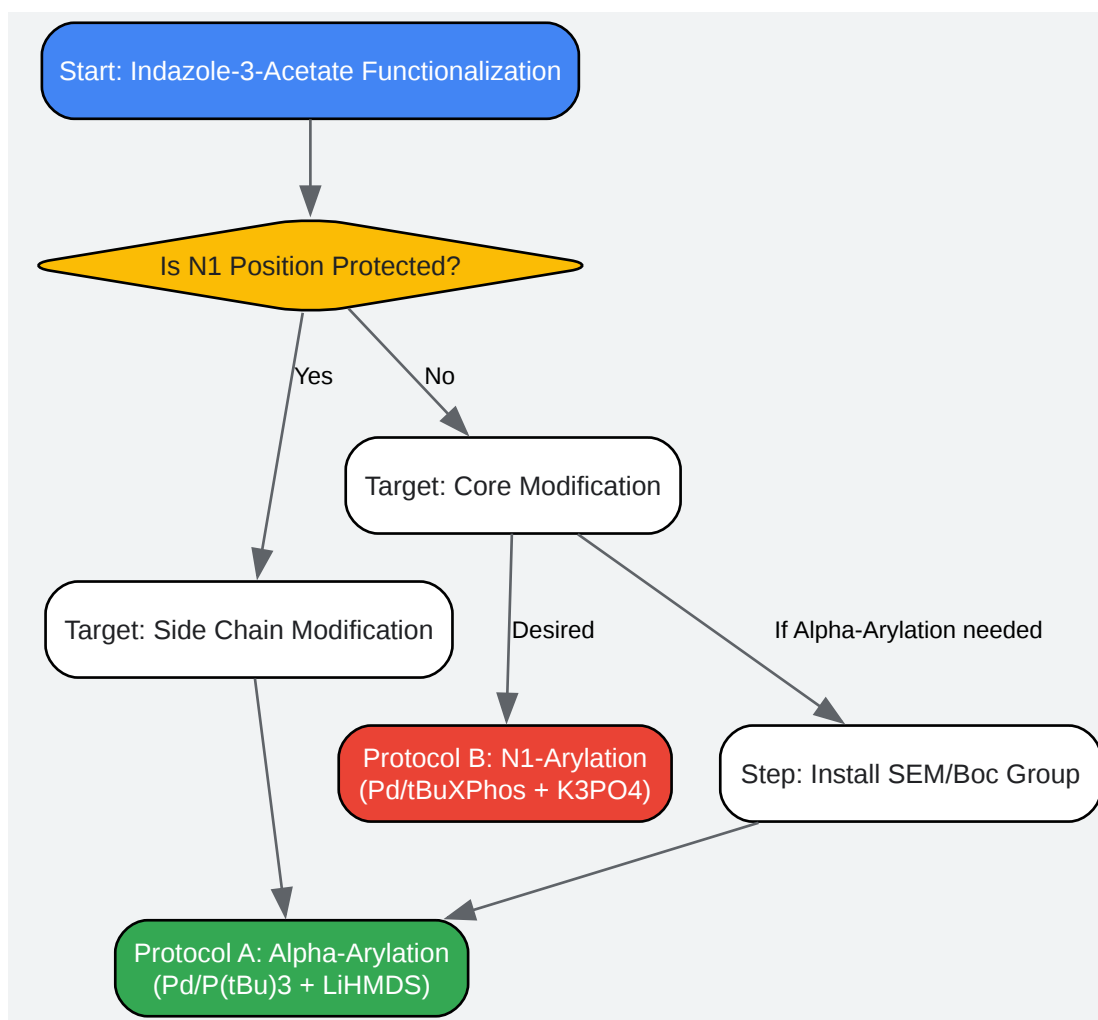 Start: Indazole-3-Acetate Functionalization
Is N1 Position Protected?
Yes
No
Target: Core Modification
Target: Side Chain Modification
Desired
If Alpha-Arylation needed
Protocol B: N1-Arylation
(Pd/tBuXPhos + K3PO4)
Step: Install SEM/Boc Group
Protocol A: Alpha-Arylation
(Pd/P(tBu)3 + LiHMDS)